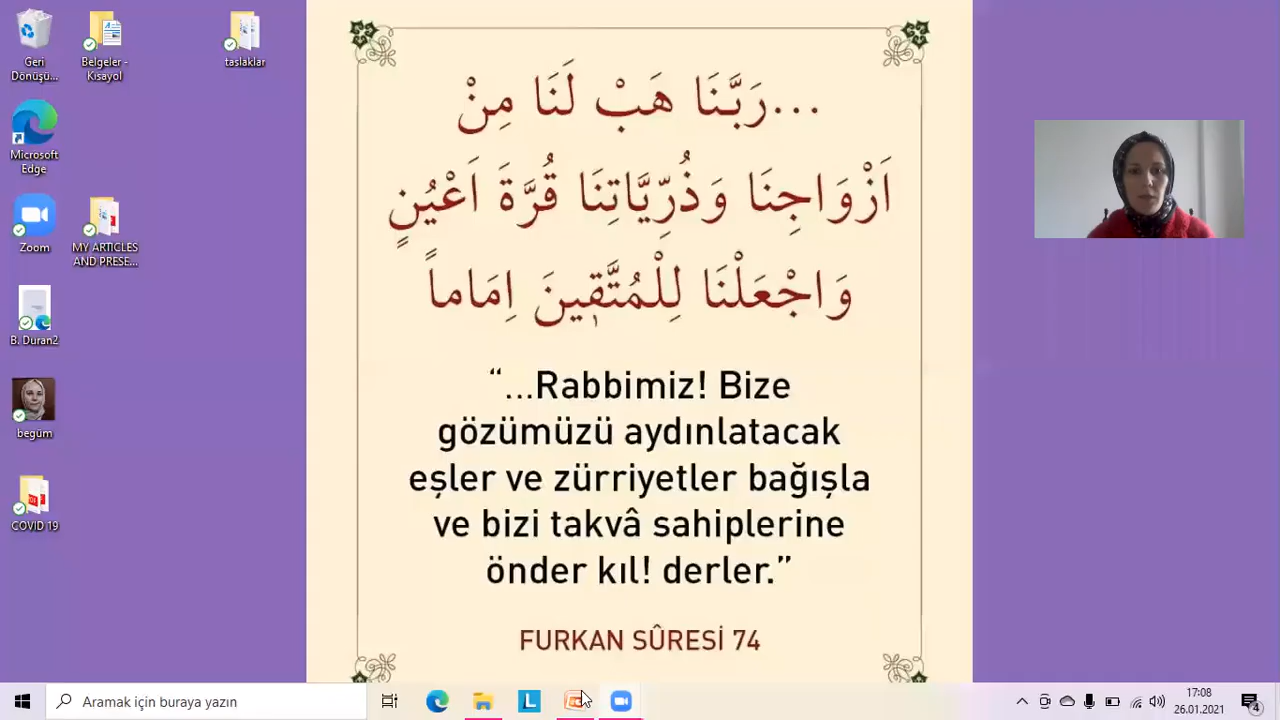 Geri
Dönüşü...
Belgeler -
Kısayol
taslaklar
Microsoft
Edge
Zoom
MY ARTICLES
AND PRESE...
B. Duran2
begüm
COVID 19
...رَبَّنَا هَبْ لَنَا مِنْ
اَزْوَاجِنَا وَذُرِّيَّاتِنَا قُرَّةَ اَعْيُنٍ
وَاجْعَلْنَا لِلْمُتَّق۪ينَ اِمَاماً
“...Rabbimiz! Bize
gözümüzü aydınlatacak
eşler ve zürriyetler bağışla
ve bizi takvâ sahiplerine
önder kıl! derler.”
FURKAN SÛRESİ 74
Aramak için buraya yazın
L
17:08
26.01.2021
4